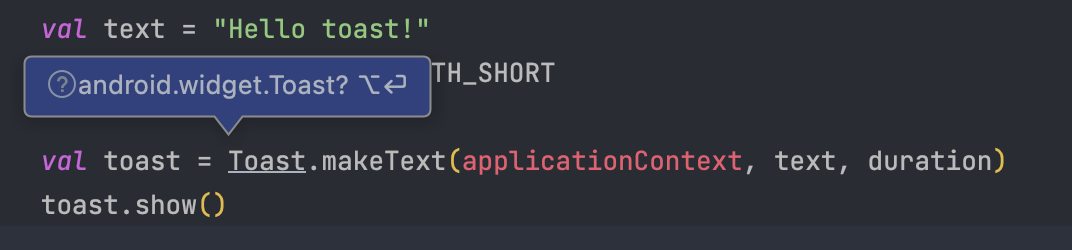 val text = "Hello toast!"
android.widget.Toast? ⌥↩
TH_SHORT
val toast = Toast.makeText(applicationContext, text, duration)
toast.show()